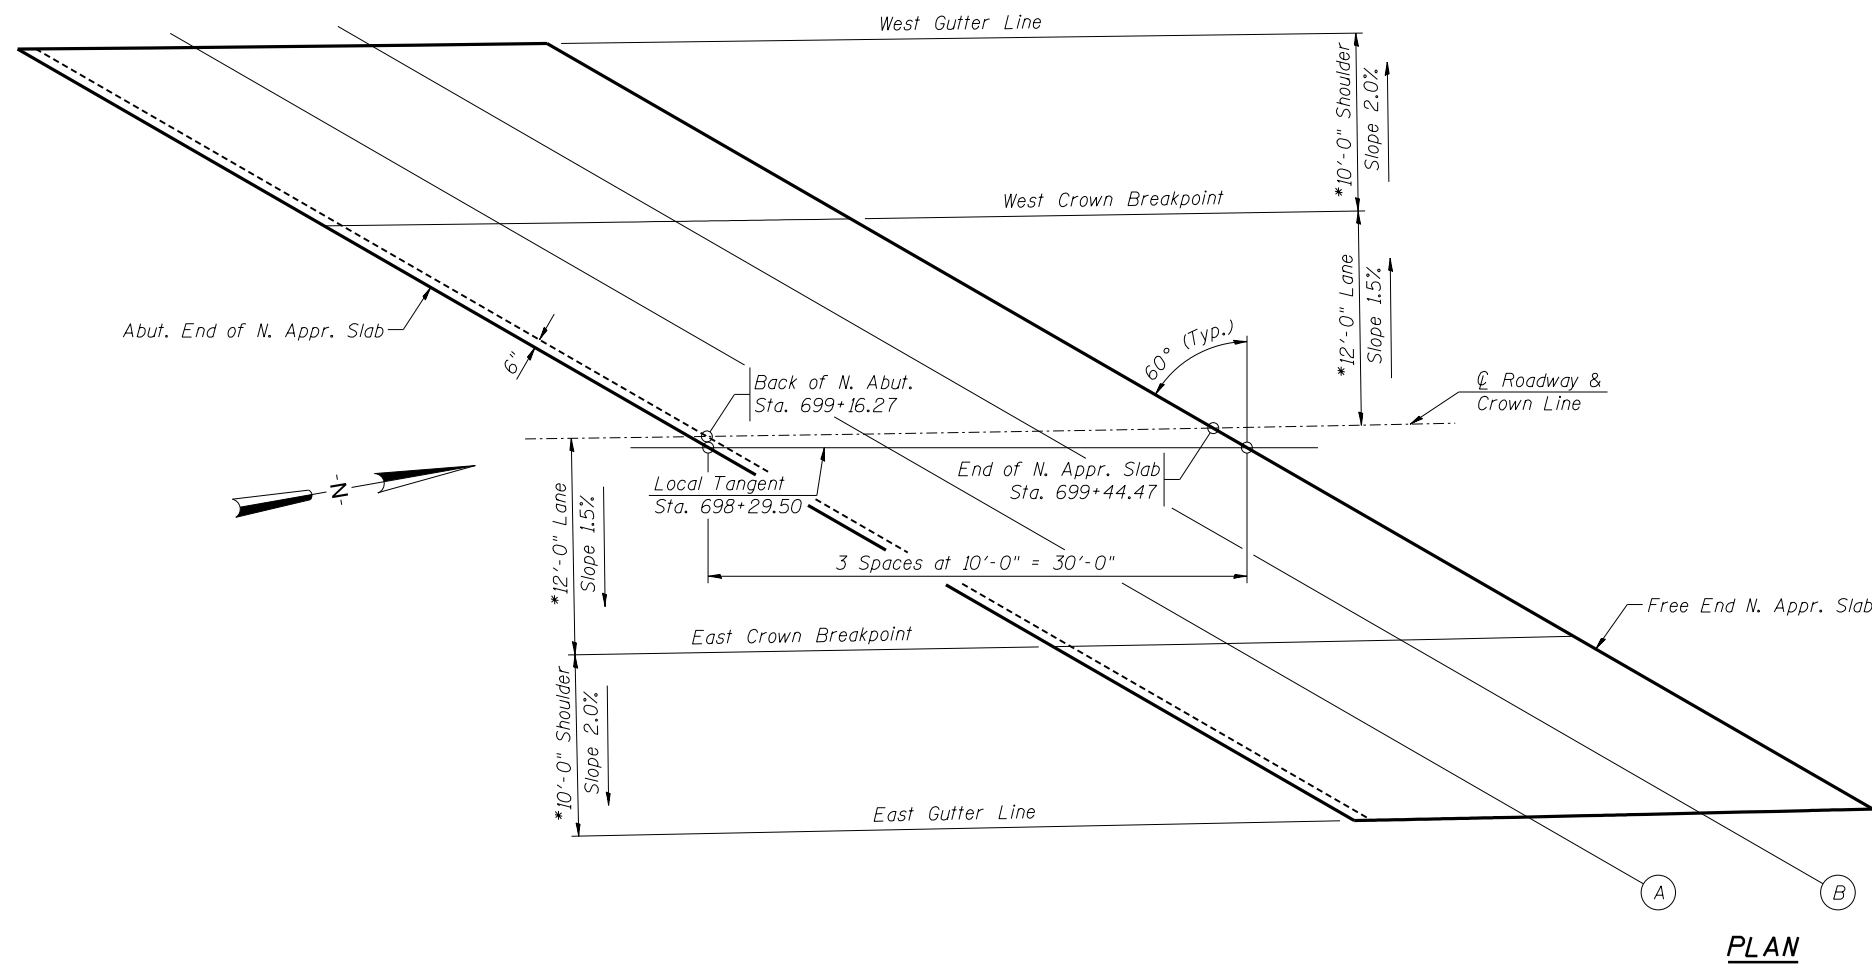 West Gutter Line
*10'-0" Shoulder
Slope 2.0%
West Crown Breakpoint
*12'-0" Lane
Slope 1.5%
Abut. End of N. Appr. Slab
6"
60° (Typ.)
Back of N. Abut.
Sta. 699+16.27
℄ Roadway &
Crown Line
End of N. Appr. Slab
Sta. 699+44.47
Local Tangent
Sta. 698+29.50
N
*12'-0" Lane
Slope 1.5%
3 Spaces at 10'-0" = 30'-0"
Free End N. Appr. Slab
East Crown Breakpoint
*10'-0" Shoulder
Slope 2.0%
East Gutter Line
A
B
PLAN